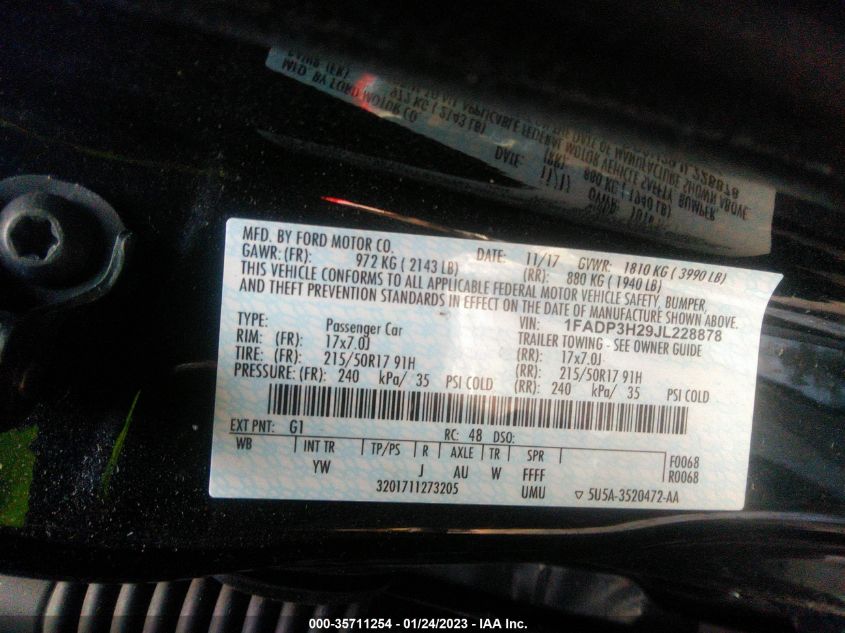 MFD. BY FORD MOTOR CO. DATE: 11/17 GVWR: 1810 KG ( 3990 LB)
GAWR: (FR): 972 KG ( 2143 LB) (RR): 880 KG ( 1940 LB)
THIS VEHICLE CONFORMS TO ALL APPLICABLE FEDERAL MOTOR VEHICLE SAFETY, BUMPER,
AND THEFT PREVENTION STANDARDS IN EFFECT ON THE DATE OF MANUFACTURE SHOWN ABOVE.
VIN: 1FADP3H29JL228878
TYPE: Passenger Car TRAILER TOWING - SEE OWNER GUIDE
RIM: (FR): 17x7.0J (RR): 17x7.0J
TIRE: (FR): 215/50R17 91H (RR): 215/50R17 91H
PRESSURE: (FR): 240 kPa/ 35 PSI COLD (RR): 240 kPa/ 35 PSI COLD
EXT PNT: G1 RC: 48 DSO:
WB INT TR TP/PS R AXLE TR SPR F0068
YW J AU W FFFF R0068
3201711273205 UMU ▽ 5U5A-3520472-AA
000-35711254 - 01/24/2023 - IAA Inc.